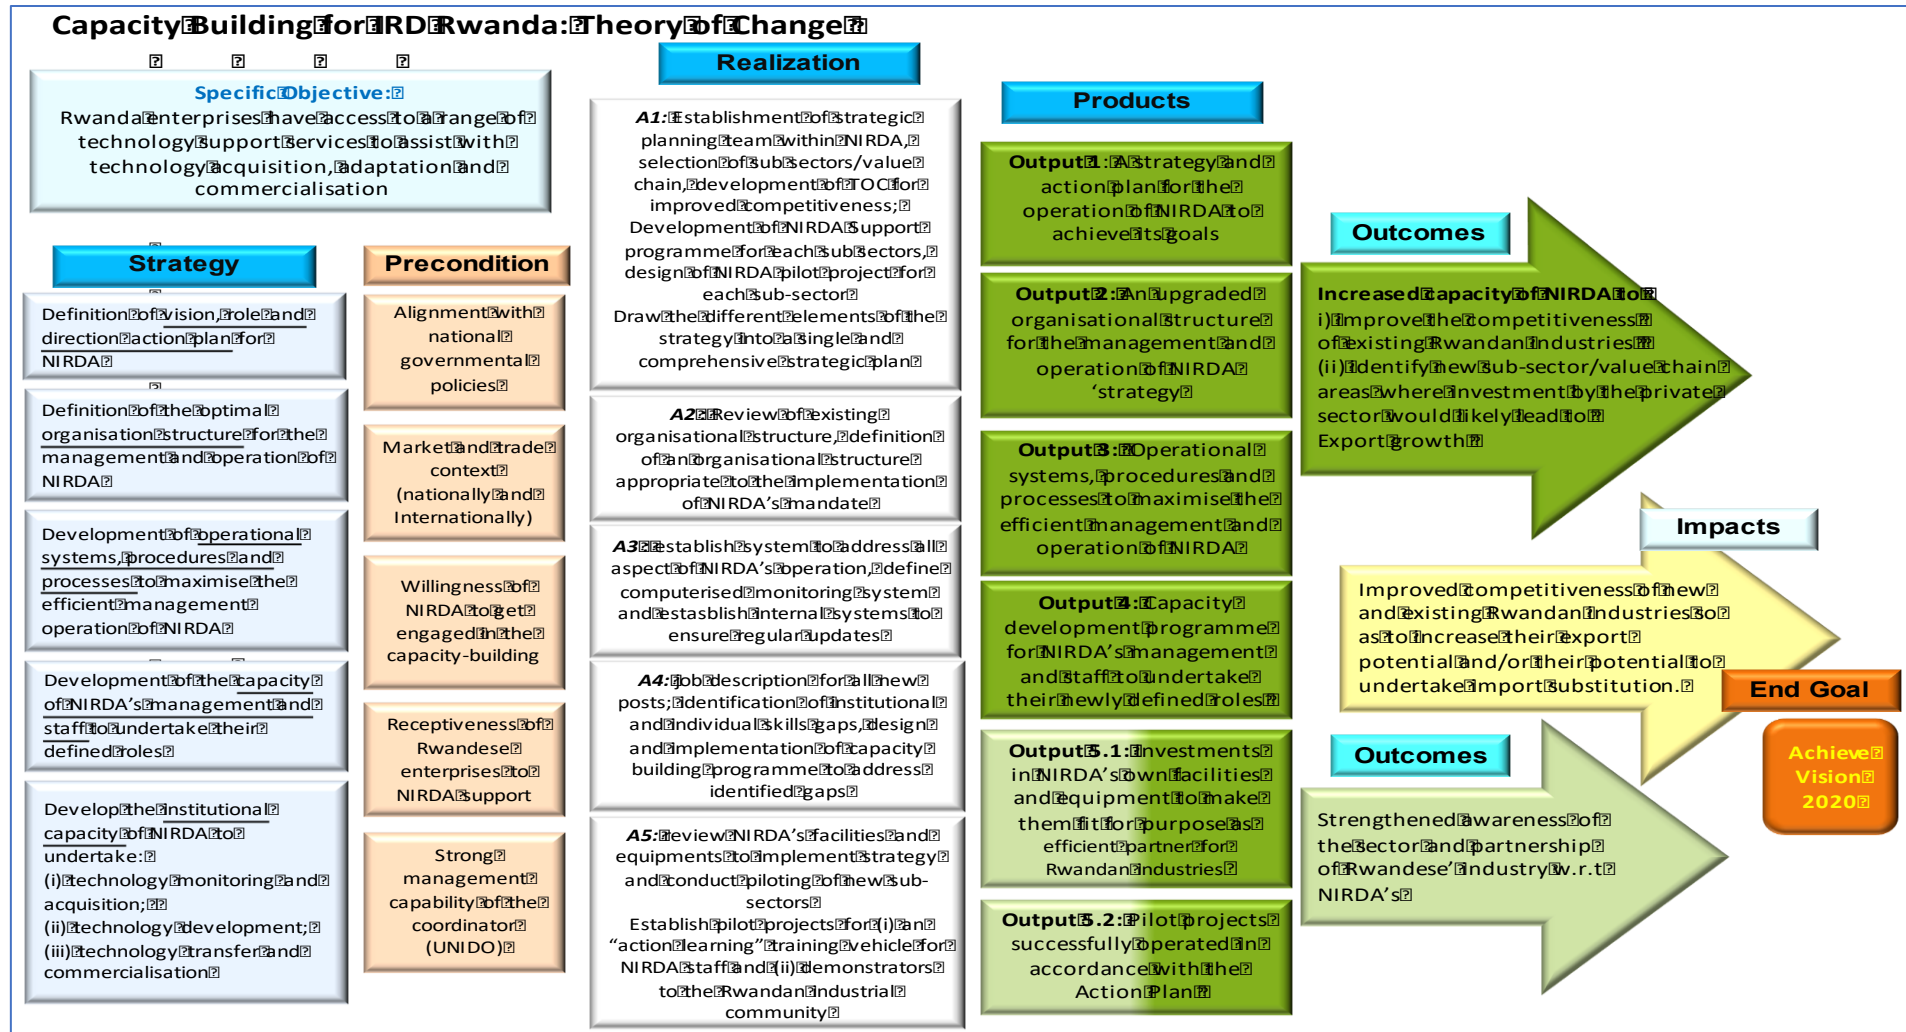 Capacity Building for IRD Rwanda: Theory of Change
Specific Objective:
Rwanda enterprises have access to a range of
technology support services to assist with
technology acquisition, adaptation and
commercialisation
Strategy
Definition of vision, role and
direction action plan for
NIRDA
Definition of the optimal
organisation structure for the
management and operation of
NIRDA
Development of operational
systems, procedures and
processes to maximise the
efficient management
operation of NIRDA
Development of the capacity
of NIRDA's management and
staff to undertake their
defined roles
Develop the institutional
capacity of NIRDA to
undertake:
(i) technology monitoring and
acquisition;
(ii) technology development;
(iii) technology transfer and
commercialisation
Precondition
Alignment with
national
governmental
policies
Market and trade
context
(nationally and
Internationally)
Willingness of
NIRDA to get
engaged in the
capacity-building
Receptiveness of
Rwandese
enterprises to
NIRDA support
Strong
management
capability of the
coordinator
(UNIDO)
Realization
A1: Establishment of strategic
planning team within NIRDA,
selection of sub sectors/value
chain, development of TOC for
improved competitiveness;
Development of NIRDA Support
programme for each sub sectors,
design of NIRDA pilot project for
each sub-sector
Draw the different elements of the
strategy into a single and
comprehensive strategic plan
A2: Review of existing
organisational structure, definition
of an organisational structure
appropriate to the implementation
of NIRDA's mandate
A3: establish system to address all
aspect of NIRDA's operation, define
computerised monitoring system
and estasblish internal systems to
ensure regular updates
A4: job description for all new
posts; identification of institutional
and individual skills gaps, design
and implementation of capacity
building programme to address
identified gaps
A5: review NIRDA's facilities and
equipments to implement strategy
and conduct piloting of new sub-
sectors
Establish pilot projects for (i) an
“action learning” training vehicle for
NIRDA staff and (ii) demonstrators
to the Rwandan industrial
community
Products
Output 1: A strategy and
action plan for the
operation of NIRDA to
achieve its goals
Output 2: An upgraded
organisational structure
for the management and
operation of NIRDA
‘strategy
Output 3: Operational
systems, procedures and
processes to maximise the
efficient management and
operation of NIRDA
Output 4: Capacity
development programme
for NIRDA's management
and staff to undertake
their newly defined roles
Output 5.1: Investments
in NIRDA's own facilities
and equipment to make
them fit for purpose as
efficient partner for
Rwandan industries
Output 5.2: Pilot projects
successfully operated in
accordance with the
Action Plan
Outcomes
Increased capacity of NIRDA to
i) improve the competitiveness
of existing Rwandan industries
(ii) identify new sub-sector/value chain
areas where investment by the private
sector would likely lead to
Export growth
Impacts
Improved competitiveness of new
and existing Rwandan industries so
as to increase their export
potential and/or their potential to
undertake import substitution.
Outcomes
Strengthened awareness of
the sector and partnership
of Rwandese’ industry w.r.t
NIRDA's
End Goal
Achieve
Vision
2020